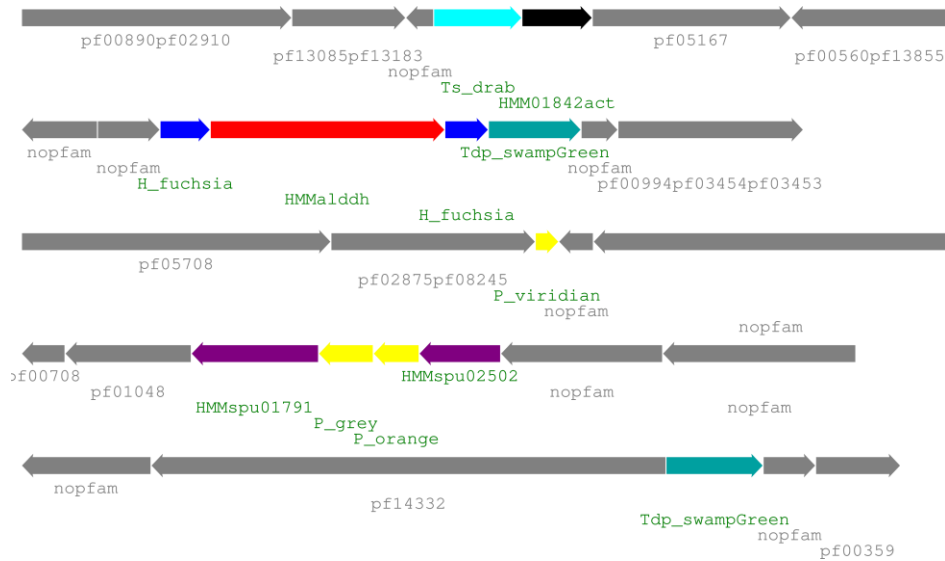 pf00890pf02910
pf05167
pf13085pf13183
pf00560pf13855
nopfam
Ts_drab
HMM01842act
nopfam
Tdp_swampGreen
nopfam
nopfam
H_fuchsia
pf00994pf03454pf03453
HMMalddh
H_fuchsia
pf05708
pf02875pf08245
P_viridian
nopfam
nopfam
pf00708
HMMspu02502
pf01048
nopfam
HMMspu01791
nopfam
P_grey
P_orange
nopfam
pf14332
Tdp_swampGreen
nopfam
pf00359